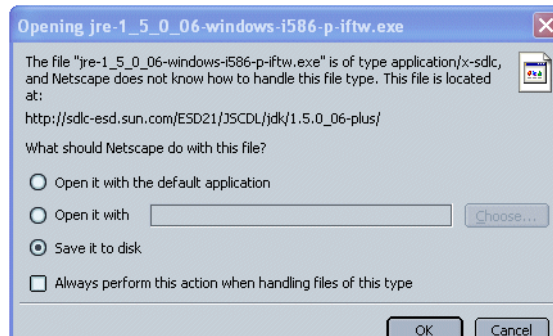 Opening jre-1_5_0_06-windows-i586-p-iftw.exe
The file "jre-1_5_0_06-windows-i586-p-iftw.exe" is of type application/x-sdlc,
and Netscape does not know how to handle this file type. This file is located
at:
http://sdlc-esd.sun.com/ESD21/JSCDL/jdk/1.5.0_06-plus/
What should Netscape do with this file?
Open it with the default application
Open it with
Choose...
Save it to disk
Always perform this action when handling files of this type
OK
Cancel